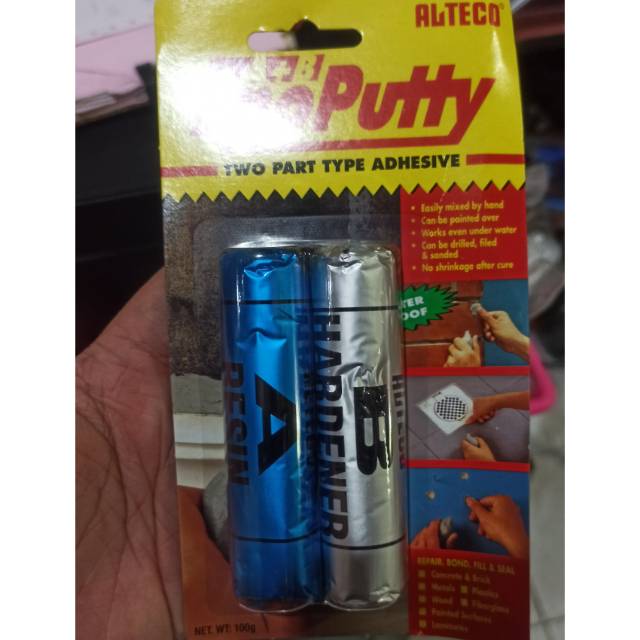 ALTECO
A + B
Putty
TWO PART TYPE ADHESIVE
• Easily mixed by hand
• Can be painted over
• Works even under water
• Can be drilled, filed
& sanded
• No shrinkage after cure
A
RESIN
B
HARDENER
REPAIR, BOND, FILL & SEAL
Concrete & Brick
Metals Plastics
Wood Fiberglass
Painted Surfaces
Laminates
NET. WT. 100g